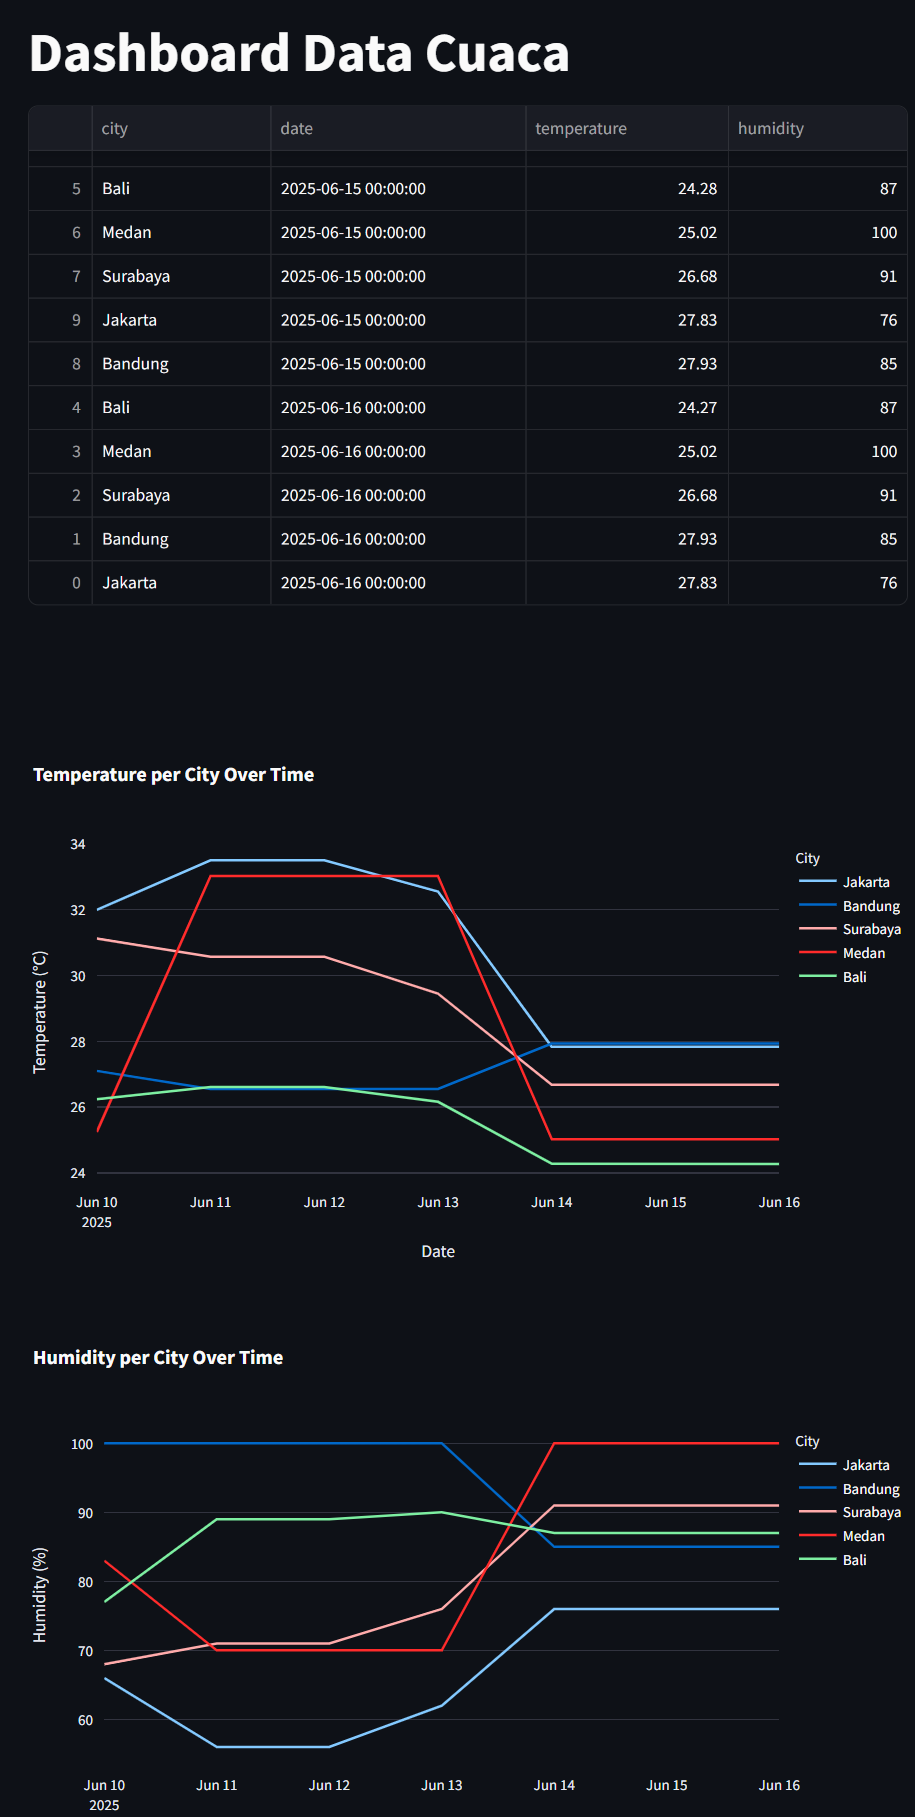 Dashboard Data Cuaca
city date temperature humidity
5 Bali 2025-06-15 00:00:00 24.28 87
6 Medan 2025-06-15 00:00:00 25.02 100
7 Surabaya 2025-06-15 00:00:00 26.68 91
9 Jakarta 2025-06-15 00:00:00 27.83 76
8 Bandung 2025-06-15 00:00:00 27.93 85
4 Bali 2025-06-16 00:00:00 24.27 87
3 Medan 2025-06-16 00:00:00 25.02 100
2 Surabaya 2025-06-16 00:00:00 26.68 91
1 Bandung 2025-06-16 00:00:00 27.93 85
0 Jakarta 2025-06-16 00:00:00 27.83 76
Temperature per City Over Time
34
32
30
28
26
24
Temperature (°C)
Jun 10 Jun 11 Jun 12 Jun 13 Jun 14 Jun 15 Jun 16
2025
Date
City
Jakarta
Bandung
Surabaya
Medan
Bali
Humidity per City Over Time
100
90
80
70
60
Humidity (%)
Jun 10 Jun 11 Jun 12 Jun 13 Jun 14 Jun 15 Jun 16
2025
City
Jakarta
Bandung
Surabaya
Medan
Bali